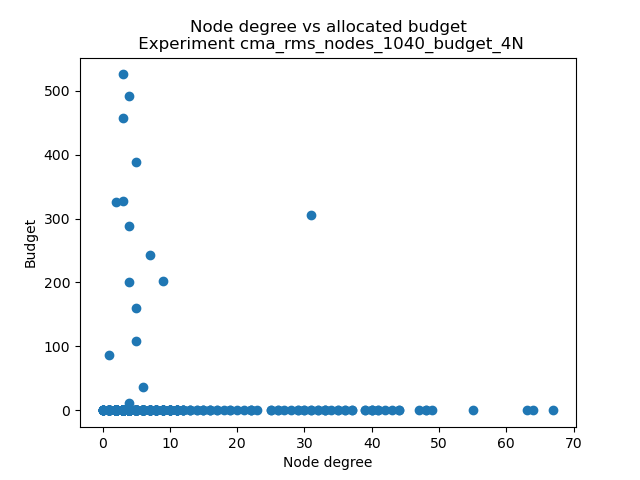 Node degree vs allocated budget
Experiment cma_rms_nodes_1040_budget_4N
500
400
300
200
100
0
Budget
0 10 20 30 40 50 60 70
Node degree